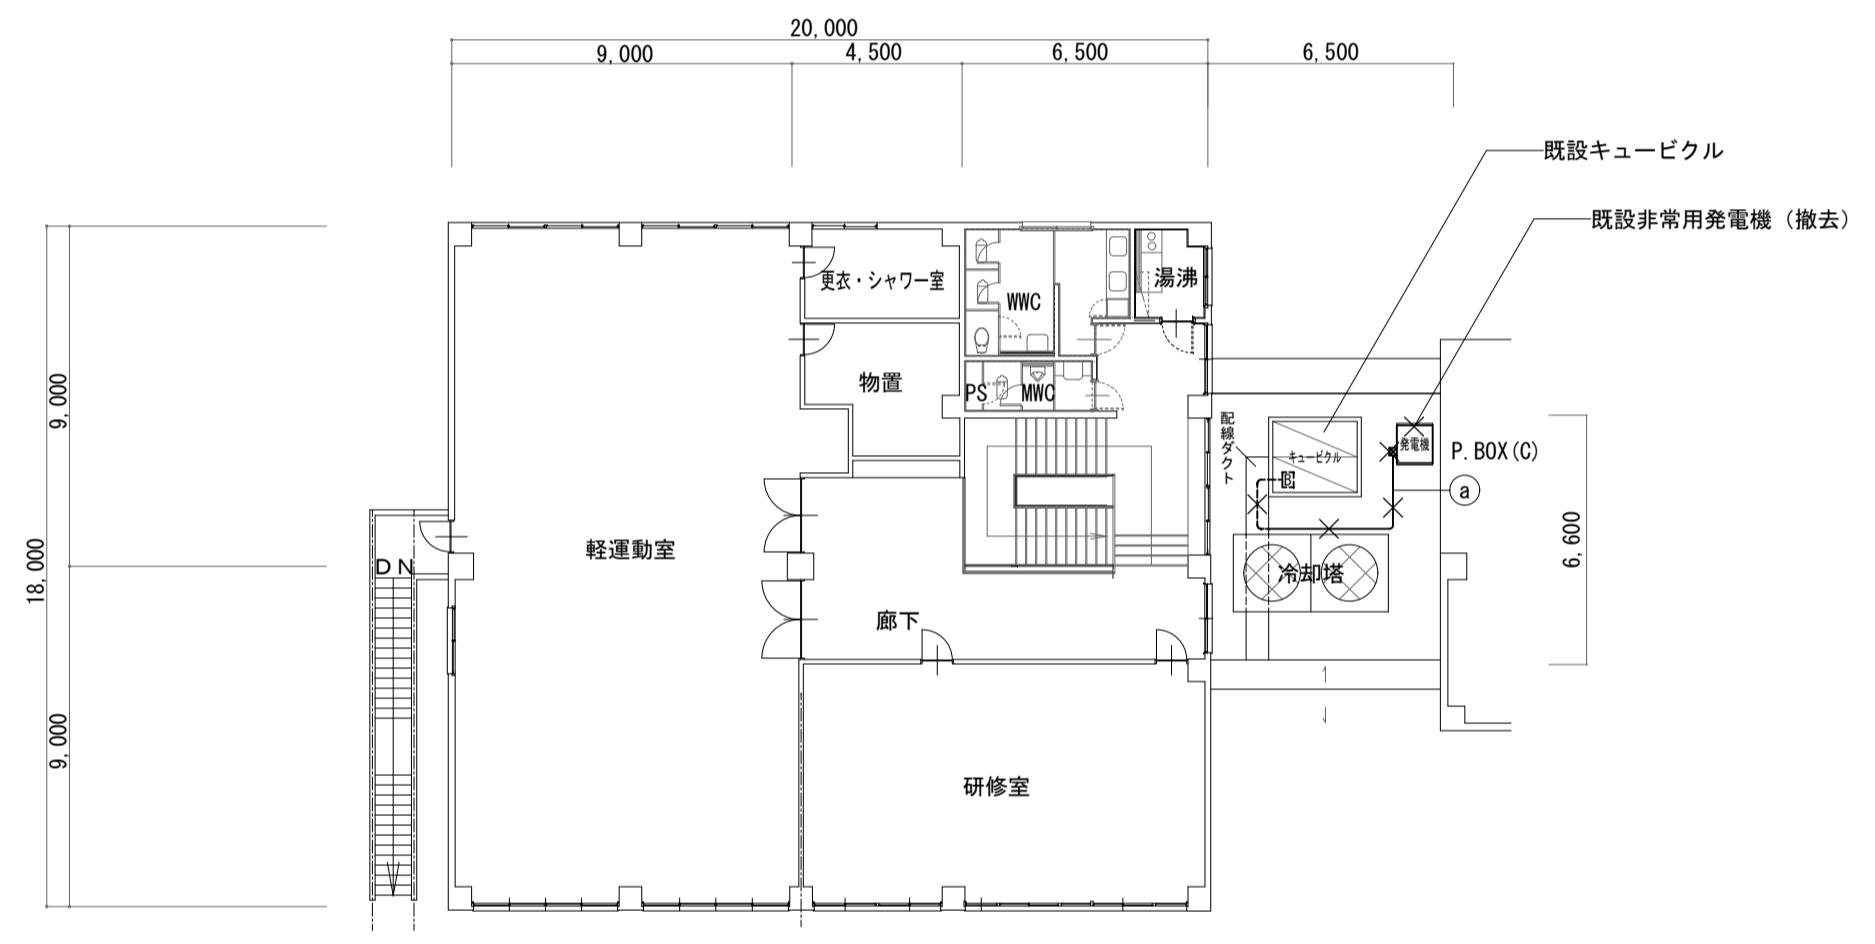 20,000
9,000
4,500
6,500
6,500
既設キュービクル
既設非常用発電機（撤去）
更衣・シャワー室
WWC
湯沸
物置
PS
MWC
配線ダクト
キュービクル
発電機
P.BOX(C)
a
B
9,000
18,000
9,000
6,600
DN
軽運動室
冷却塔
廊下
研修室